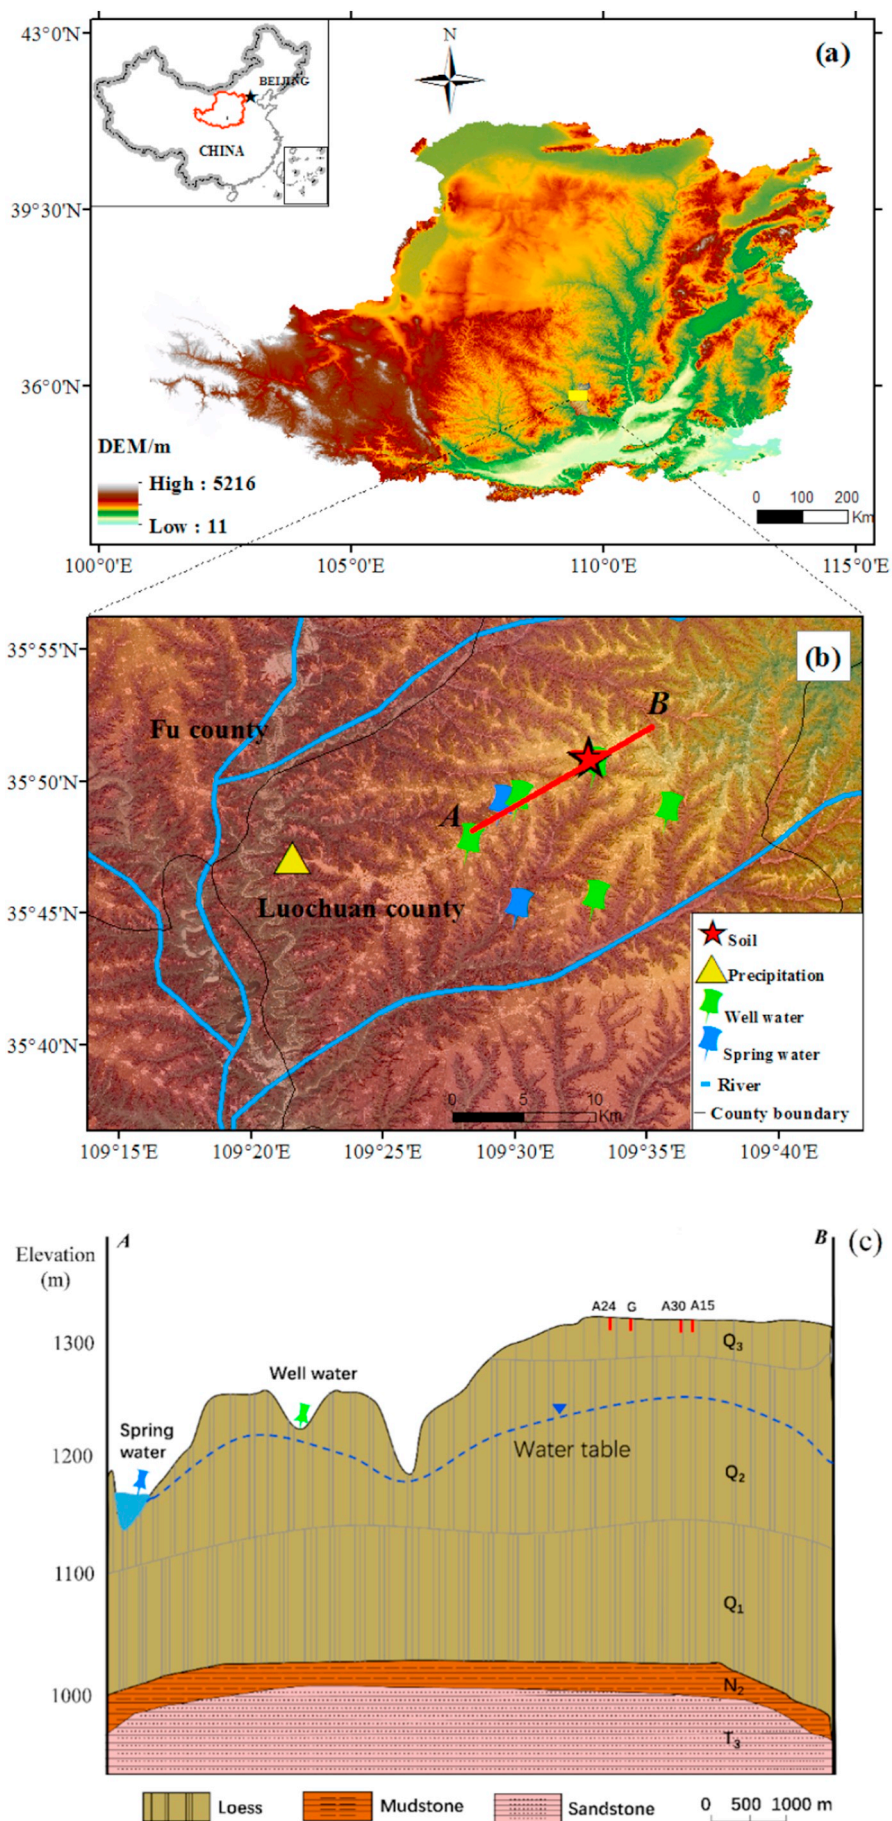 43°0'N
N
(a)
BEIJING
CHINA
39°30'N
36°0'N
DEM/m
High : 5216
Low : 11
0 100 200
Km
100°0'E 105°0'E 110°0'E 115°0'E
35°55'N
(b)
Fu county
B
35°50'N
A
Luochuan county
35°45'N
Soil
Precipitation
Well water
Spring water
River
County boundary
35°40'N
0 5 10
Km
109°15'E 109°20'E 109°25'E 109°30'E 109°35'E 109°40'E
A
B
(c)
Elevation
(m)
A24 G A30 A15
1300
Q3
Well water
Spring
water
1200
Water table
Q2
1100
Q1
1000
N2
T3
Loess
Mudstone
Sandstone
0 500 1000 m